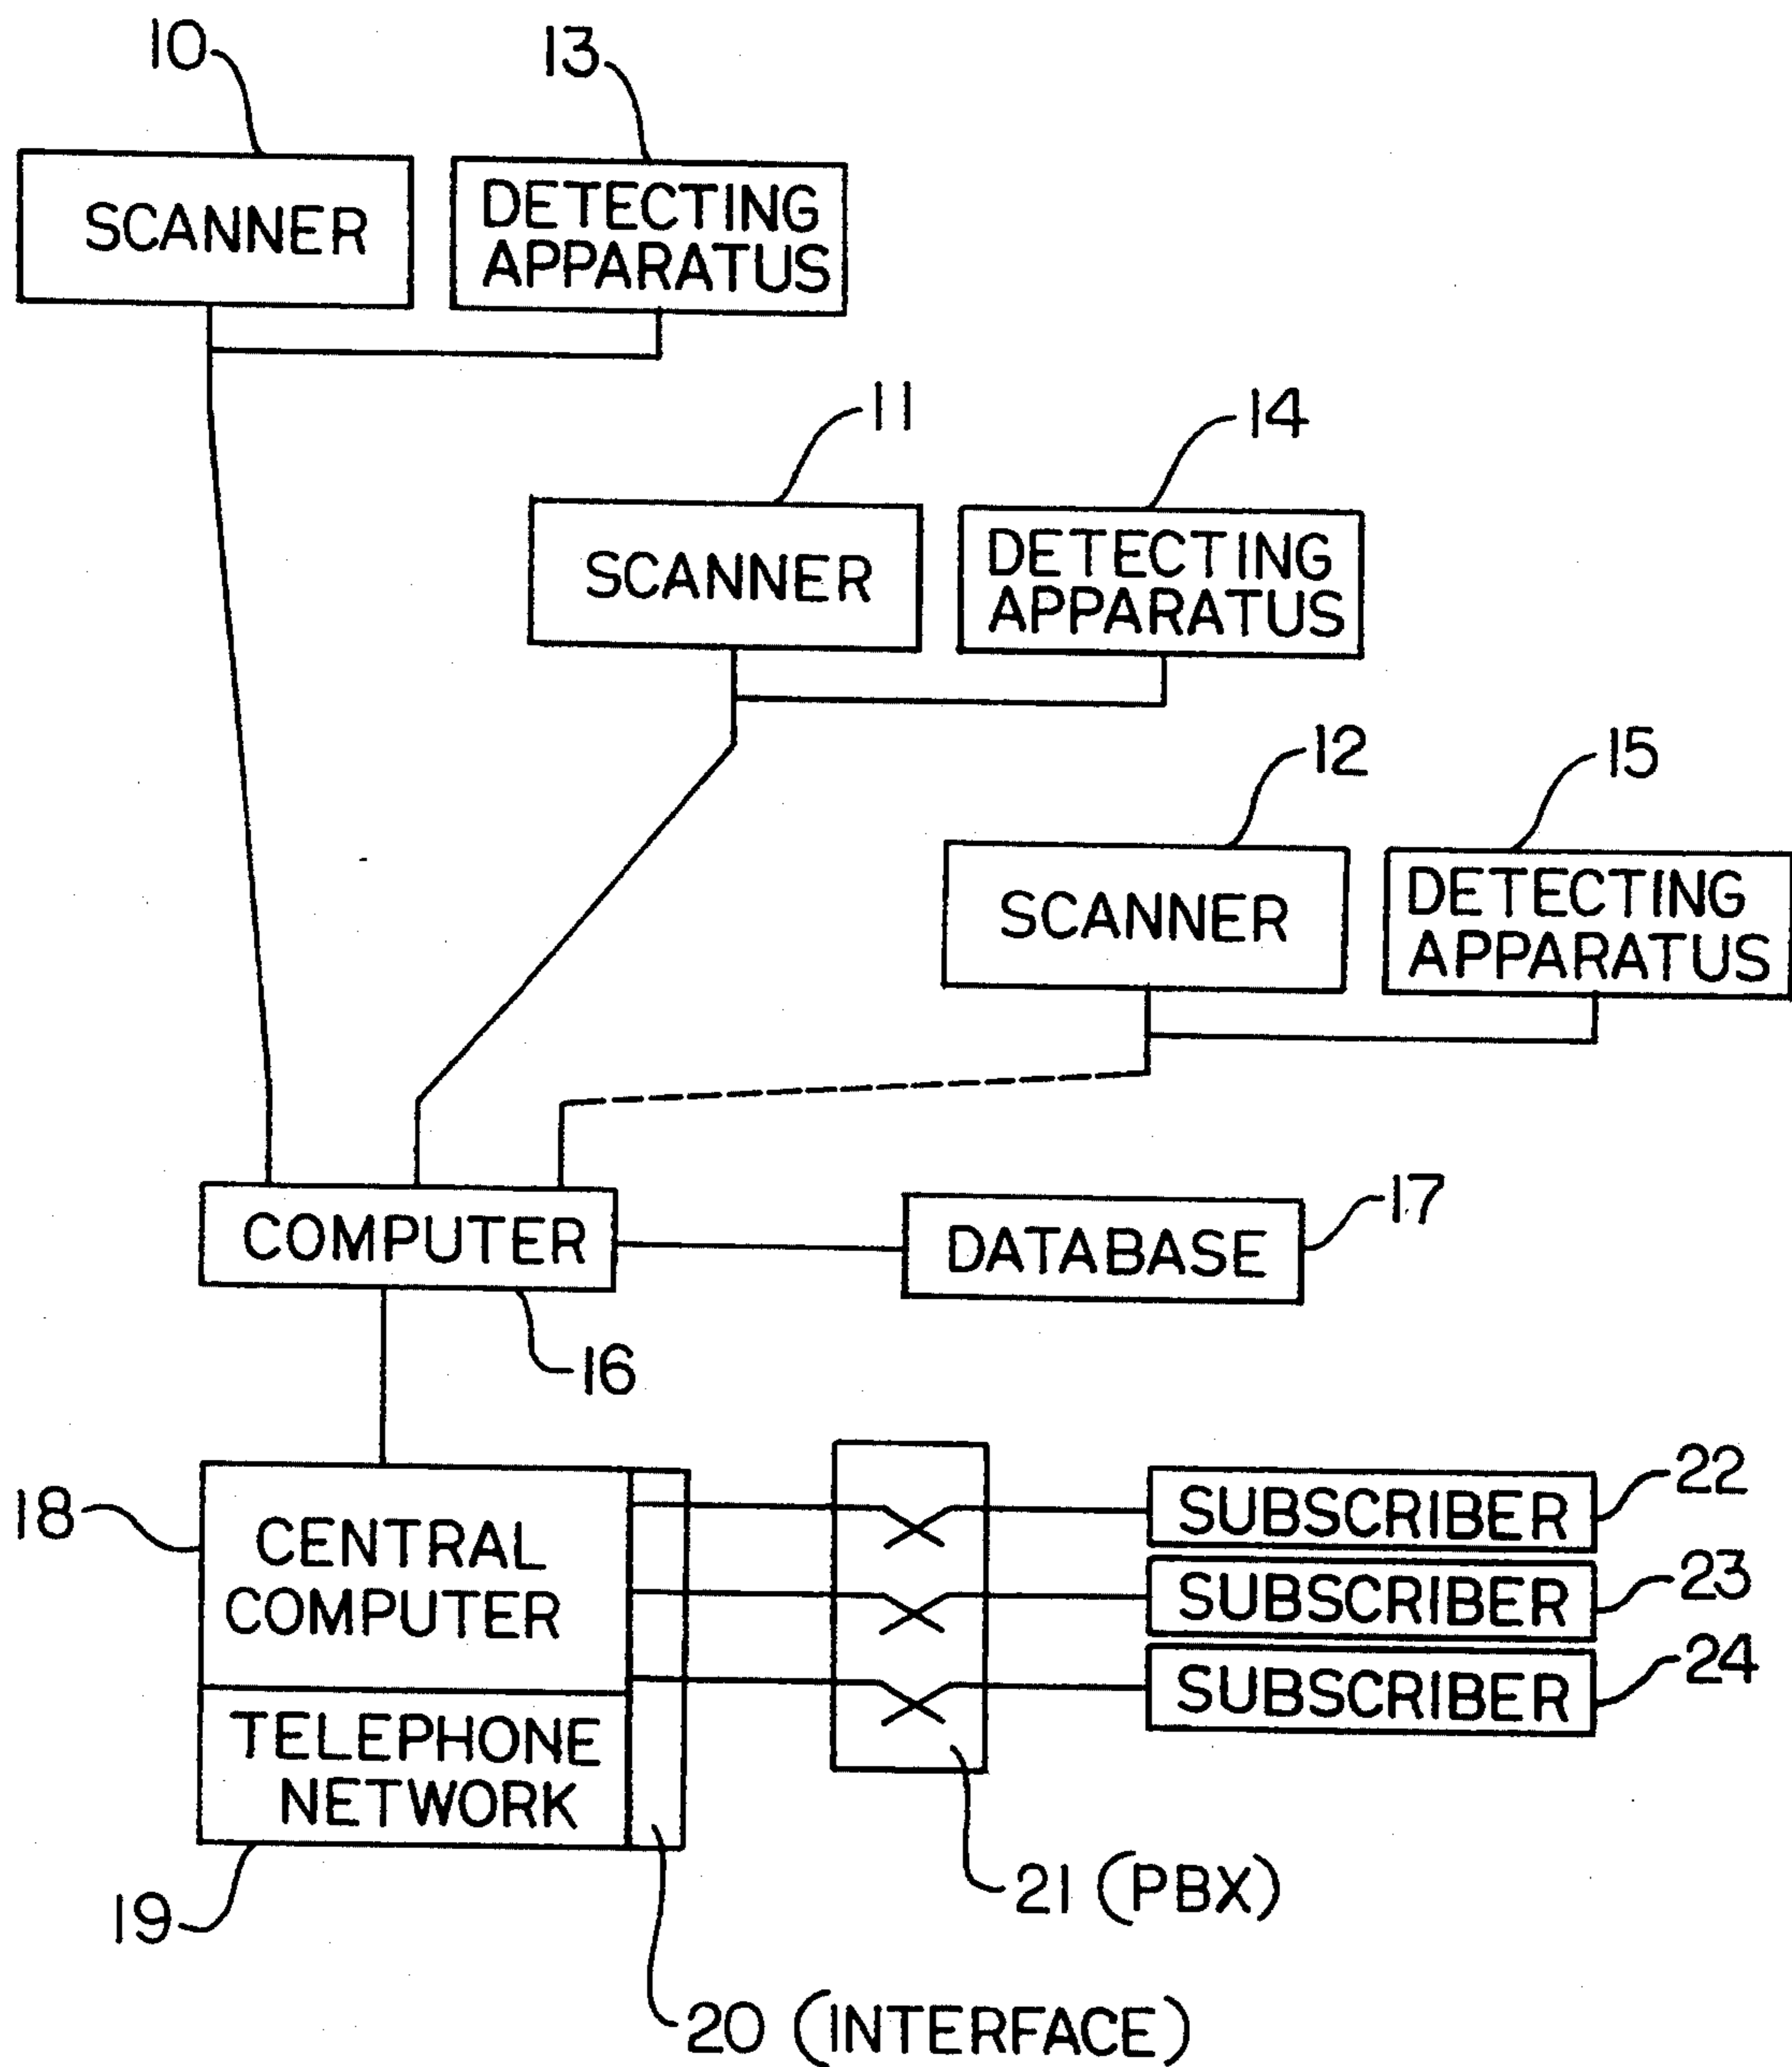 10
13
SCANNER
DETECTING
APPARATUS
11
14
SCANNER
DETECTING
APPARATUS
12
15
SCANNER
DETECTING
APPARATUS
COMPUTER
DATABASE
17
16
18
CENTRAL
COMPUTER
TELEPHONE
NETWORK
19
SUBSCRIBER
22
SUBSCRIBER
23
SUBSCRIBER
24
21 (PBX)
20 (INTERFACE)